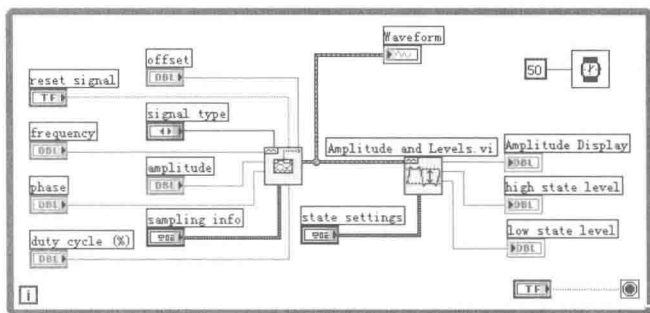 Waveform
offset
DBL
50
reset signal
TF
signal type
frequency
DBL
Amplitude and Levels.vi
Amplitude Display
DBL
amplitude
DBL
phase
DBL
high state level
DBL
sampling info
state settings
low state level
DBL
duty cycle (%)
DBL
i
TF